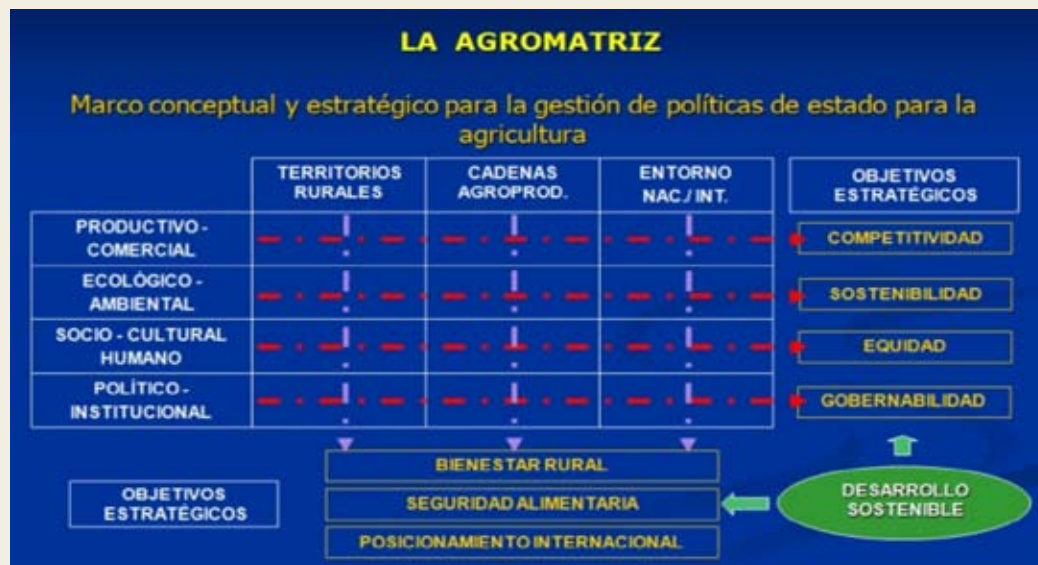 LA AGROMATRIZ
Marco conceptual y estratégico para la gestión de políticas de estado para la
agricultura
TERRITORIOS
RURALES
CADENAS
AGROPROD.
ENTORNO
NAC./ INT.
OBJETIVOS
ESTRATÉGICOS
PRODUCTIVO -
COMERCIAL
COMPETITIVIDAD
ECOLÓGICO -
AMBIENTAL
SOSTENIBILIDAD
SOCIO - CULTURAL
HUMANO
EQUIDAD
POLÍTICO -
INSTITUCIONAL
GOBERNABILIDAD
BIENESTAR RURAL
OBJETIVOS
ESTRATÉGICOS
SEGURIDAD ALIMENTARIA
DESARROLLO
SOSTENIBLE
POSICIONAMIENTO INTERNACIONAL